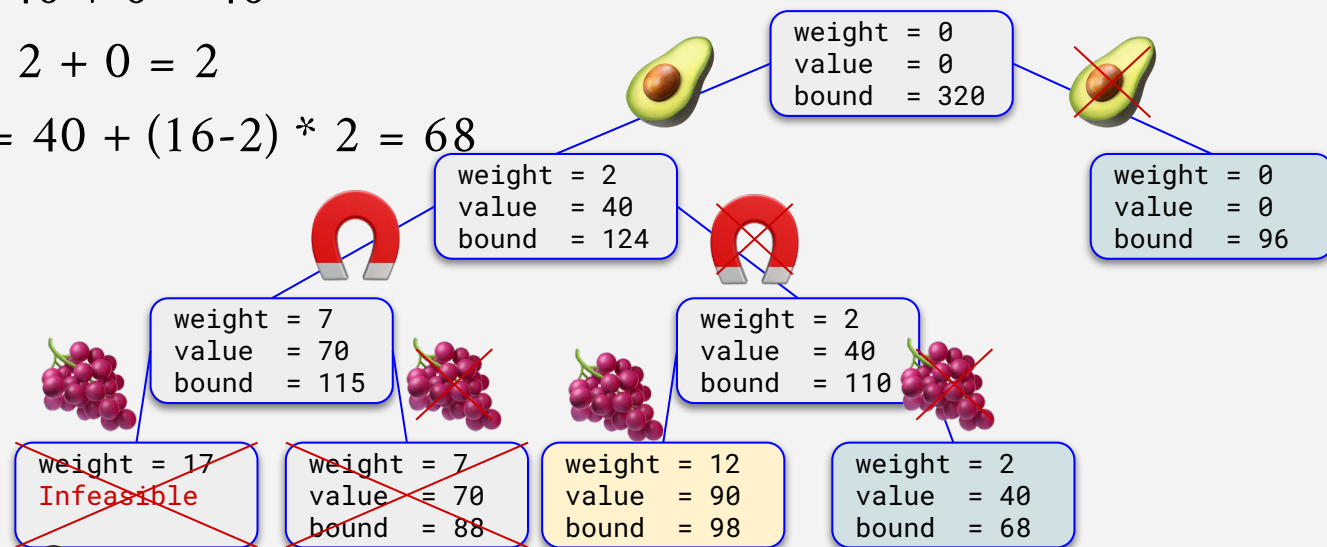 2 + 0 = 2
= 40 + (16-2) * 2 = 68
weight = 0
value = 0
bound = 320
weight = 2
value = 40
bound = 124
weight = 0
value = 0
bound = 96
weight = 7
value = 70
bound = 115
weight = 2
value = 40
bound = 110
weight = 17
Infeasible
weight = 7
value = 70
bound = 88
weight = 12
value = 90
bound = 98
weight = 2
value = 40
bound = 68